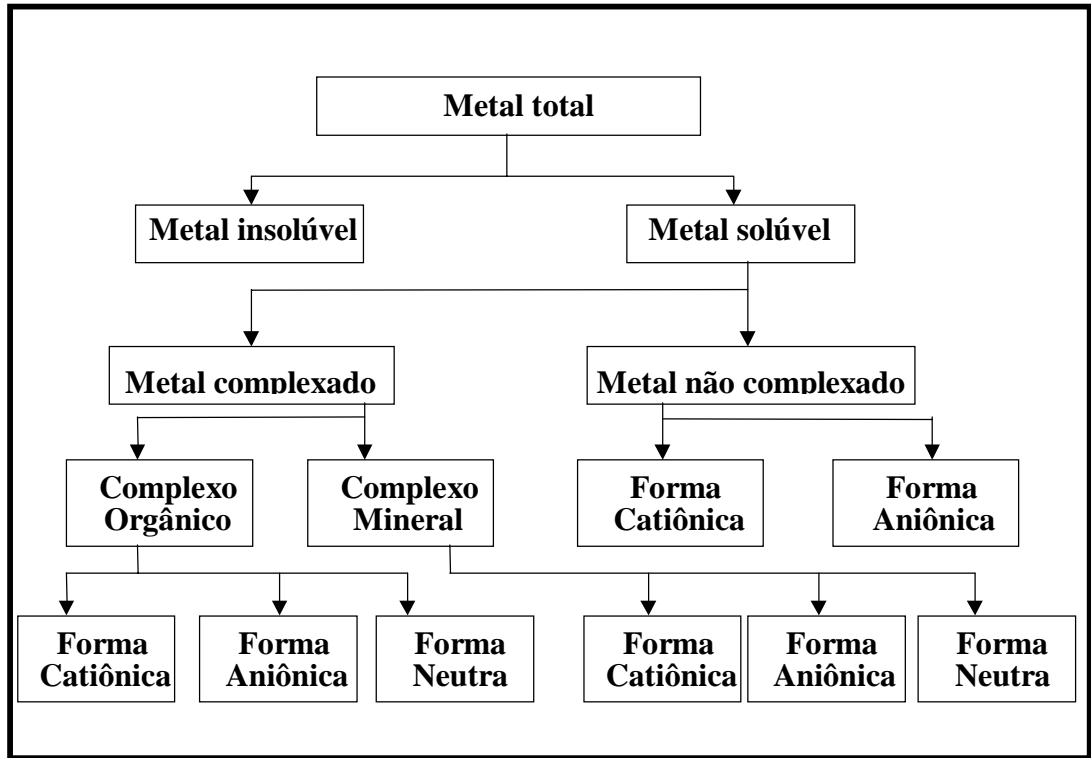 Metal total
Metal insolúvel
Metal solúvel
Metal complexado
Metal não complexado
Complexo
Orgânico
Complexo
Mineral
Forma
Catiônica
Forma
Aniônica
Forma
Catiônica
Forma
Aniônica
Forma
Neutra
Forma
Catiônica
Forma
Aniônica
Forma
Neutra